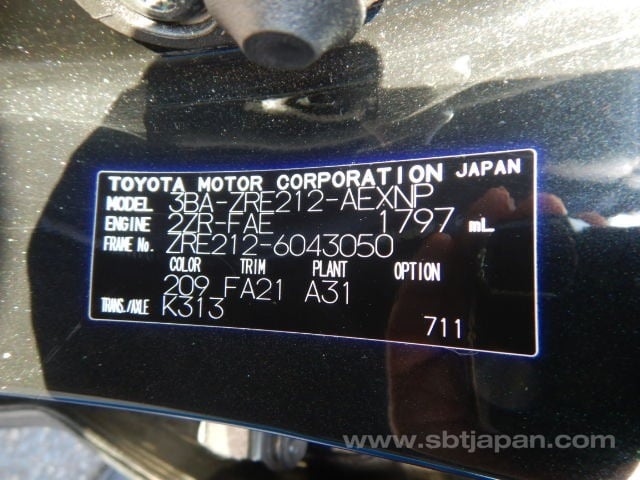 TOYOTA MOTOR CORPORATION JAPAN
MODEL 3BA-ZRE212-AEXNP
ENGINE 2ZR-FAE 1797 mL
FRAME No. ZRE212-6043050
COLOR TRIM PLANT OPTION
209 FA21 A31
TRANS./AXLE K313
711
www.sbtjapan.com